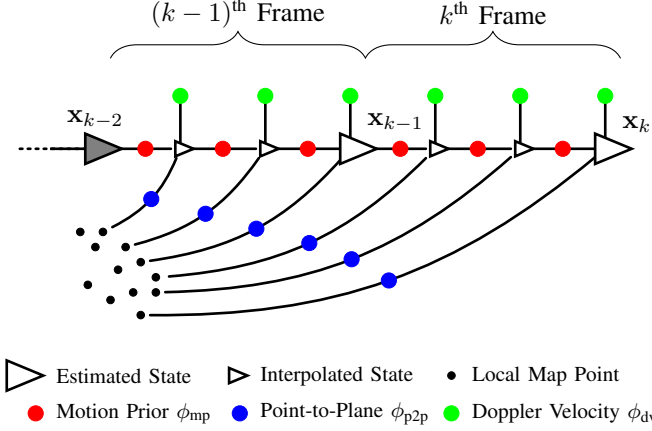 (k − 1)th Frame kth Frame
xk−2 xk−1 xk
Estimated State Interpolated State Local Map Point
Motion Prior ϕmp Point-to-Plane ϕp2p Doppler Velocity ϕdv